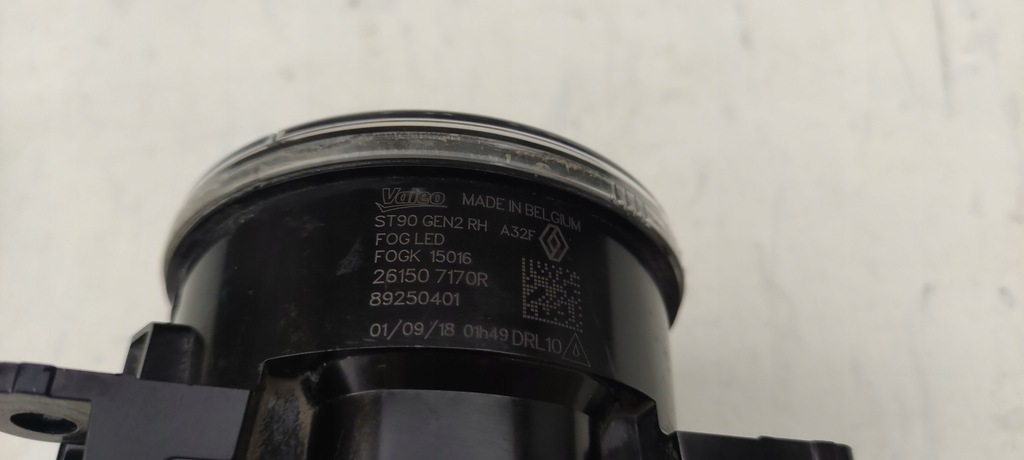 Valeo MADE IN BELGIUM
ST90 GEN2 RH A32F
FOG LED
FOGK 15016
26150 7170R
89250401
01/09/18 01h49 DRL10